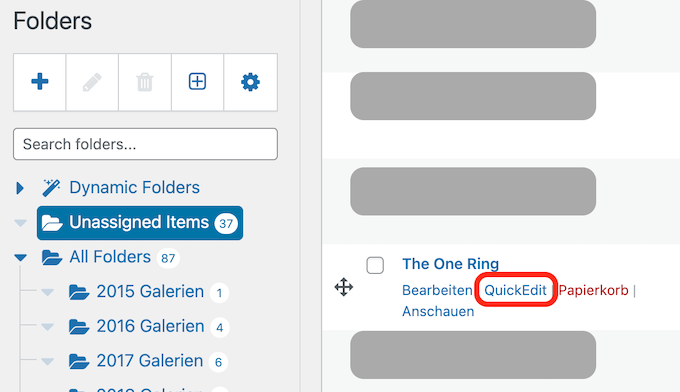 Folders
Search folders...
Dynamic Folders
Unassigned Items 37
All Folders 87
2015 Galerien 1
2016 Galerien 4
2017 Galerien 6
The One Ring
Bearbeiten | QuickEdit | Papierkorb |
Anschauen